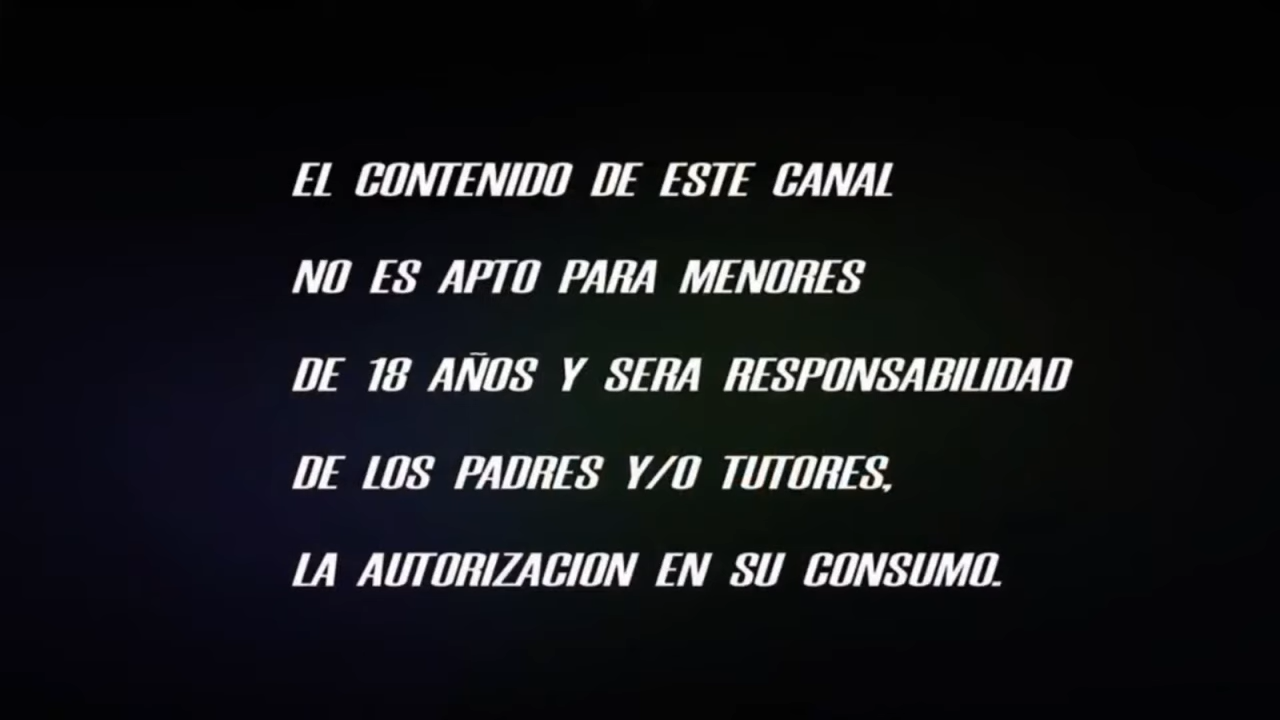 EL CONTENIDO DE ESTE CANAL
NO ES APTO PARA MENORES
DE 18 AÑOS Y SERA RESPONSABILIDAD
DE LOS PADRES Y/O TUTORES,
LA AUTORIZACION EN SU CONSUMO.